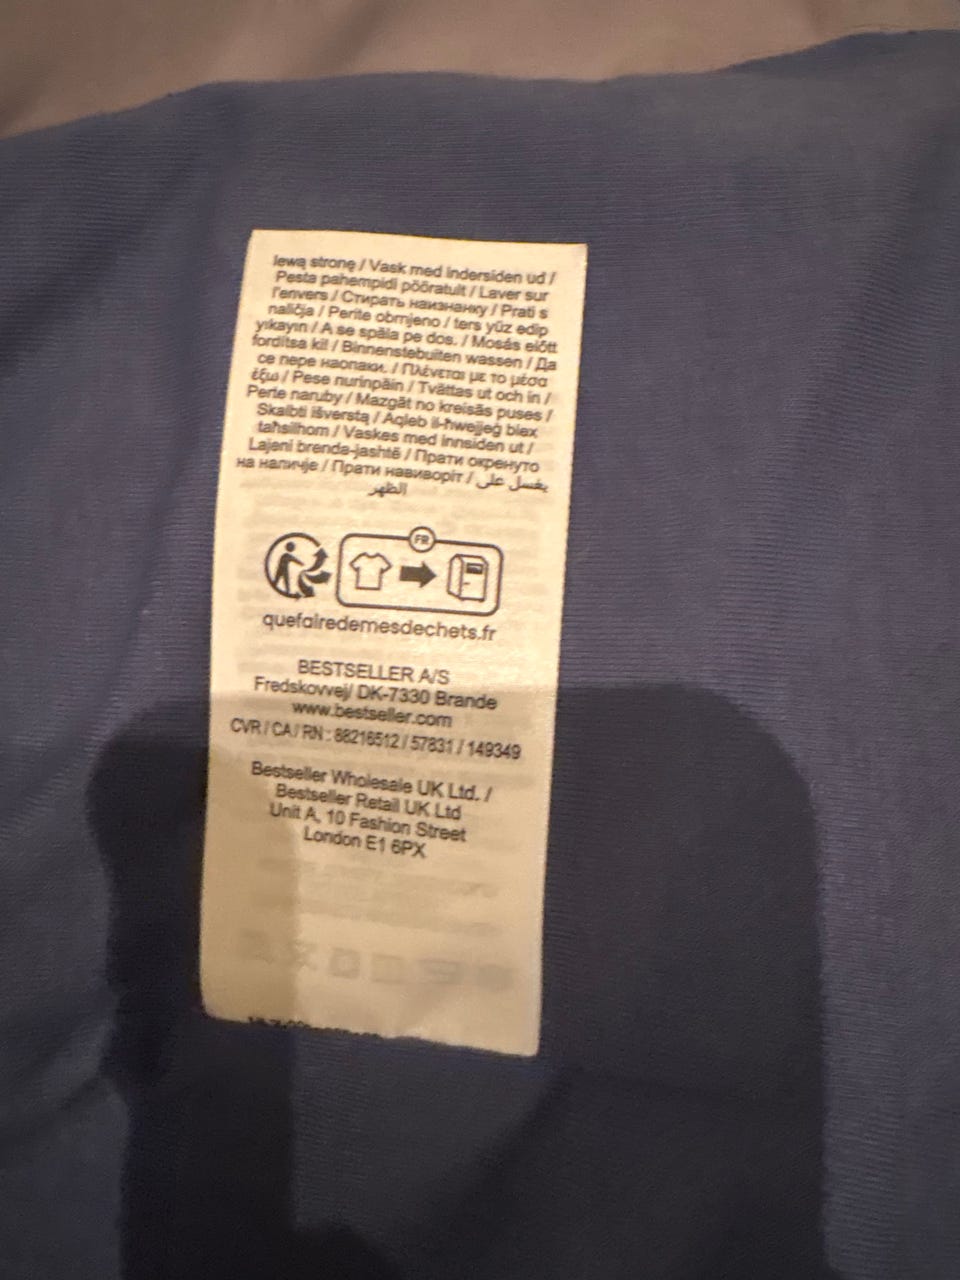 lewą stronę / Vask med indersiden ud /
Pesta pahempidi pööratult / Laver sur
l'envers / Стирать наизнанку / Prati s
naličja / Perite obrnjeno / ters yüz edip
yıkayın / A se spăla pe dos. / Mosás előtt
fordítsa ki! / Binnenstebuiten wassen / Да
се пере наопаки. / Πλένεται με το μέσα
έξω / Pese nurinpäin / Tvättas ut och in /
Perte naruby / Mazgāt no kreisās puses /
Skalbti išverstą / Aqleb il-ħwejjeġ biex
taħsilhom / Vaskes med innsiden ut /
Lajeni brenda-jashtë / Прати окренуто
на наличје / Прати навиворіт / يغسل على
الظهر
FR
quefairedemesdechets.fr
BESTSELLER A/S
Fredskovvej/ DK-7330 Brande
www.bestseller.com
CVR / CA / RN : 88216512 / 57831 / 149349
Bestseller Wholesale UK Ltd. /
Bestseller Retail UK Ltd
Unit A, 10 Fashion Street
London E1 6PX